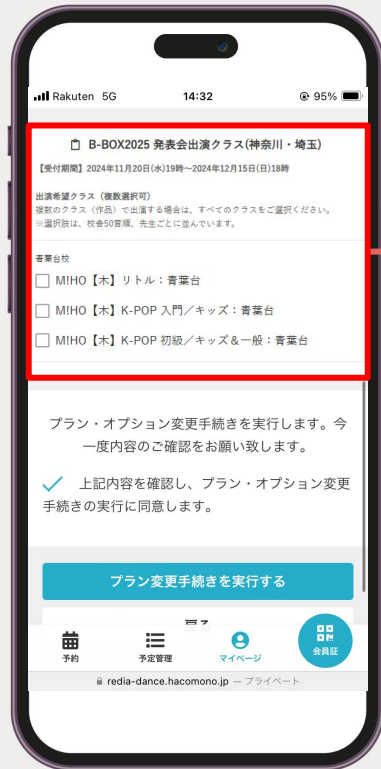 Rakuten 5G 14:32 95%
B-BOX2025 発表会出演クラス(神奈川・埼玉)
【受付期間】2024年11月20日(水)19時～2024年12月15日(日)18時
出演希望クラス（複数選択可）
複数のクラス（作品）で出演する場合は、すべてのクラスをご選択ください。
※選択肢は、校舎50音順、先生ごとに並んでいます。
青葉台校
M!HO【木】リトル：青葉台
M!HO【木】K-POP 入門／キッズ：青葉台
M!HO【木】K-POP 初級／キッズ＆一般：青葉台
プラン・オプション変更手続きを実行します。今
一度内容のご確認をお願い致します。
上記内容を確認し、プラン・オプション変更
手続きの実行に同意します。
プラン変更手続きを実行する
戻る
予約 予定管理 マイページ 会員証
redia-dance.hacomono.jp — プライベート